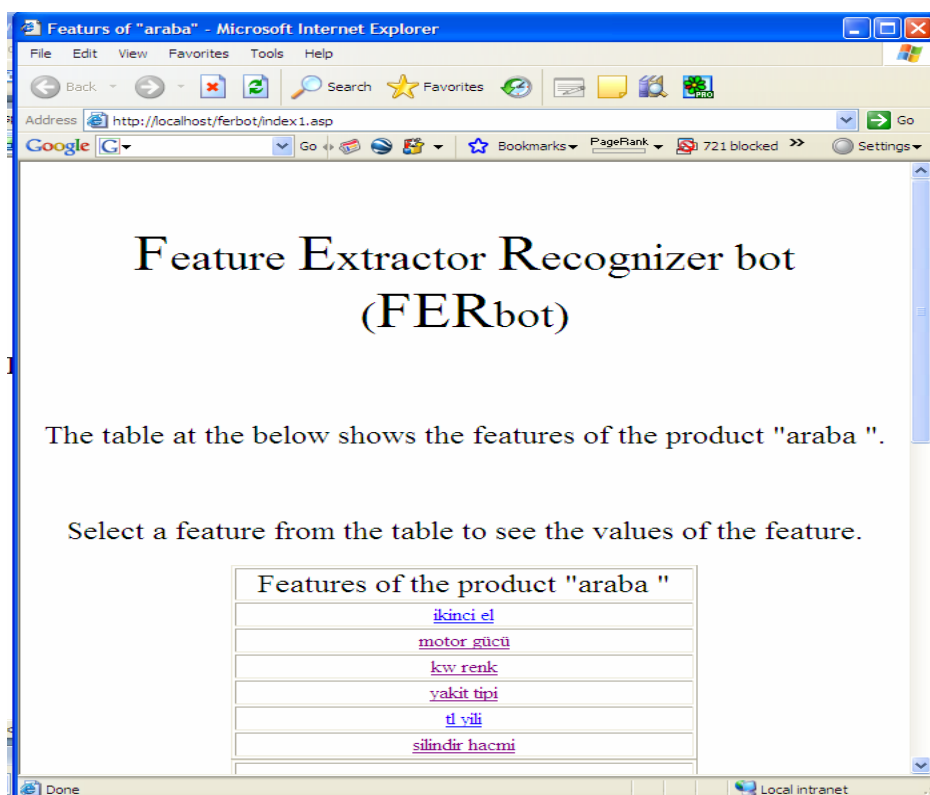 Featurs of "araba" - Microsoft Internet Explorer
File Edit View Favorites Tools Help
Back Search Favorites PRO
Address http://localhost/ferbot/index1.asp Go
Google G Go Bookmarks PageRank 721 blocked >> Settings
Feature Extractor Recognizer bot
(FERbot)
The table at the below shows the features of the product "araba ".
Select a feature from the table to see the values of the feature.
Features of the product "araba "
ikinci el
motor gücü
kw renk
yakit tipi
tl yili
silindir hacmi
Done Local intranet